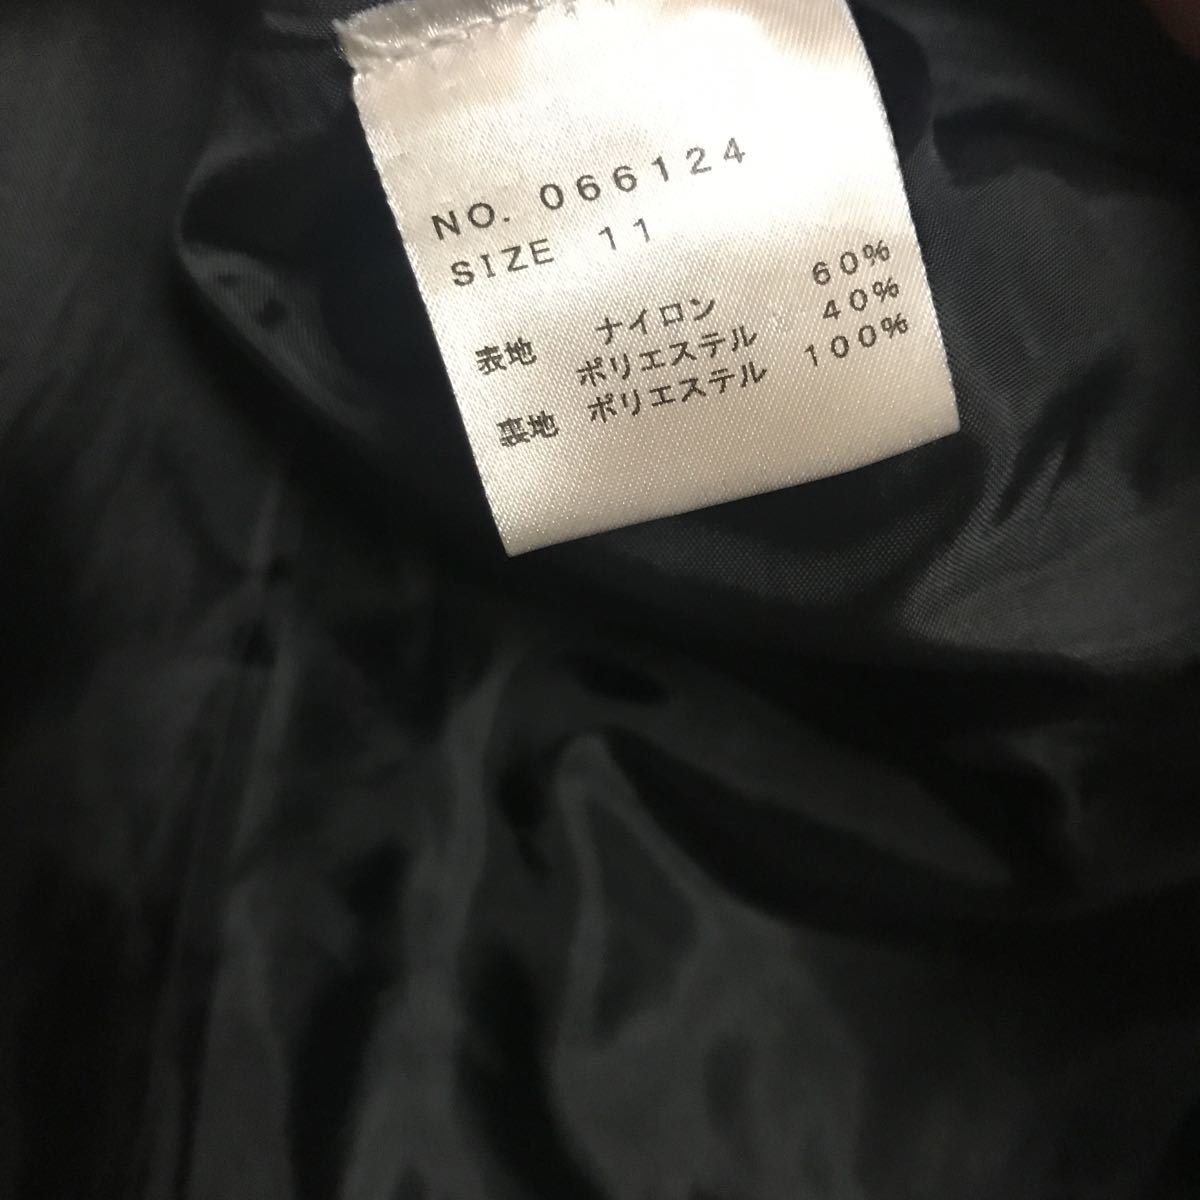 NO. 066124
SIZE 11
表地 ナイロン 60%
ポリエステル 40%
裏地 ポリエステル 100%